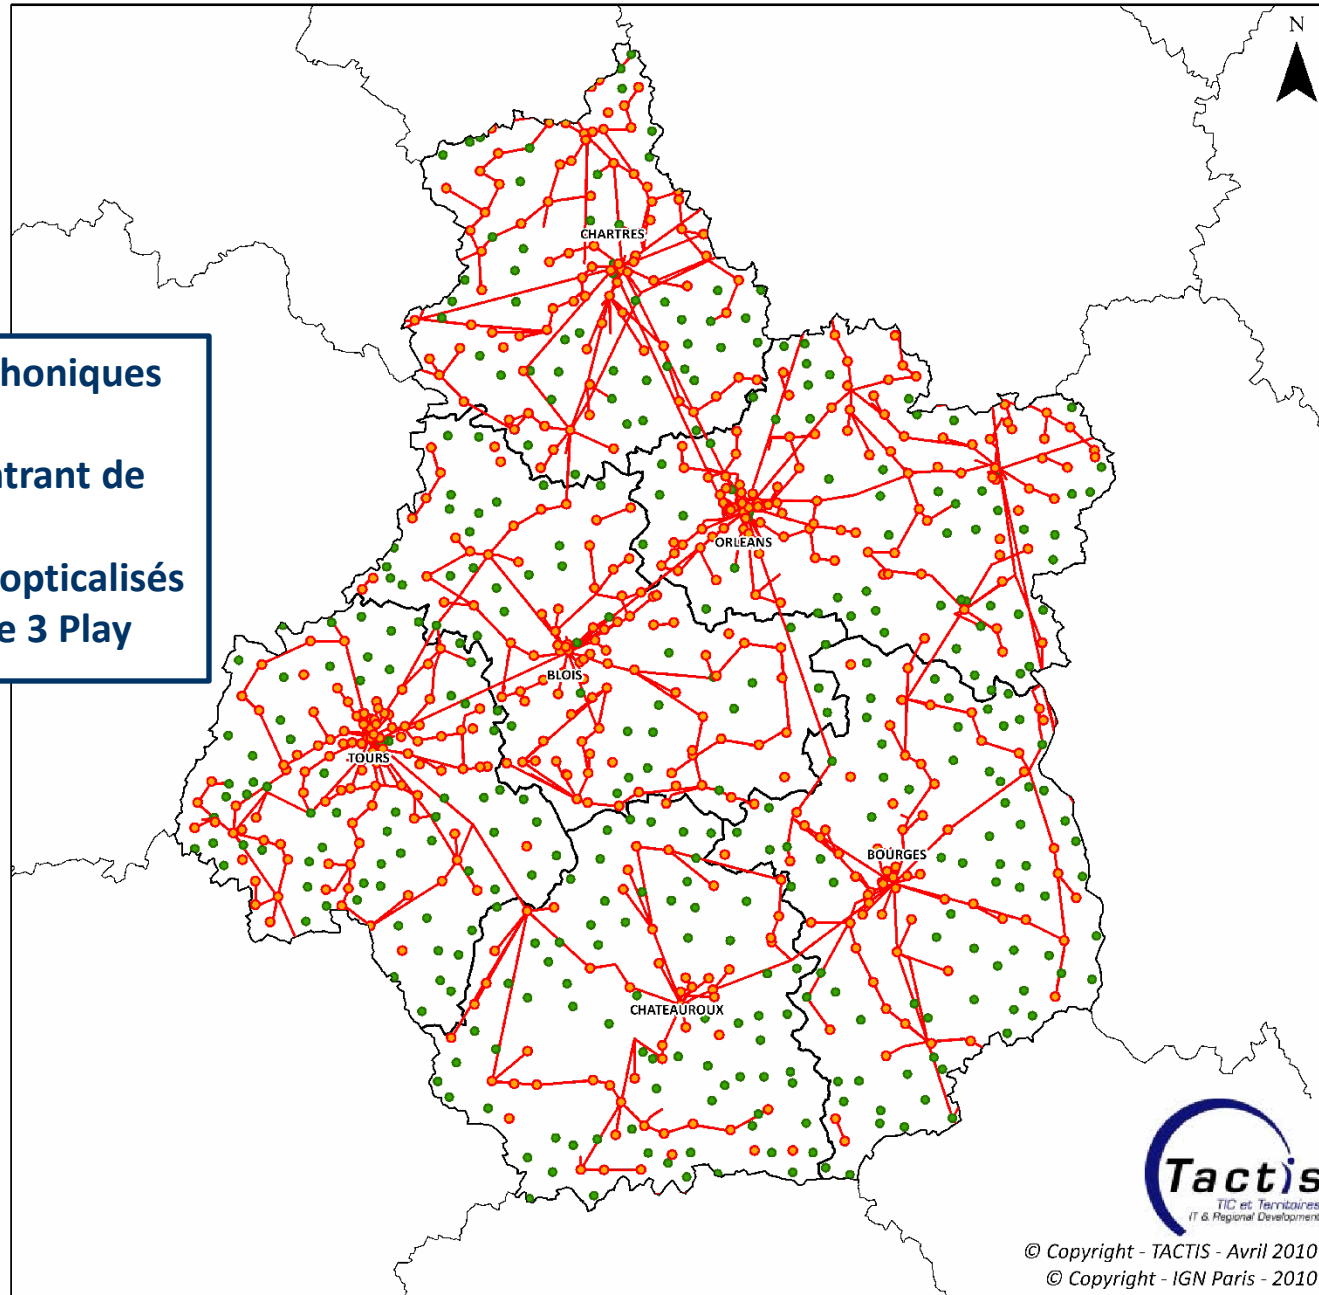 N
CHARTRES
honiques
ntrant de
opticalisés
e 3 Play
ORLEANS
BLOIS
TOURS
BOURGES
CHATEAUROUX
Tactis
TIC et Territoires
IT & Regional Development
© Copyright - TACTIS - Avril 2010
© Copyright - IGN Paris - 2010